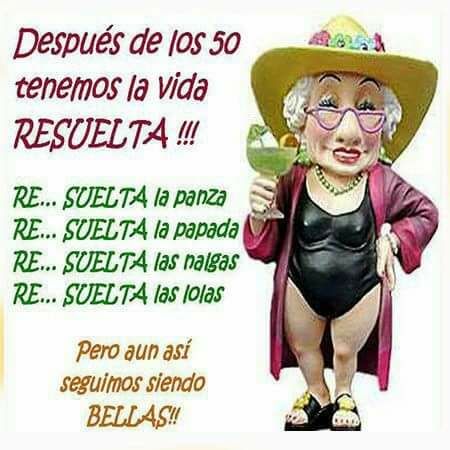 Después de los 50
tenemos la vida
RESUELTA !!!
RE... SUELTA la panza
RE... SUELTA la papada
RE... SUELTA las nalgas
RE... SUELTA las lolas
Pero aun así
seguimos siendo
BELLAS!!